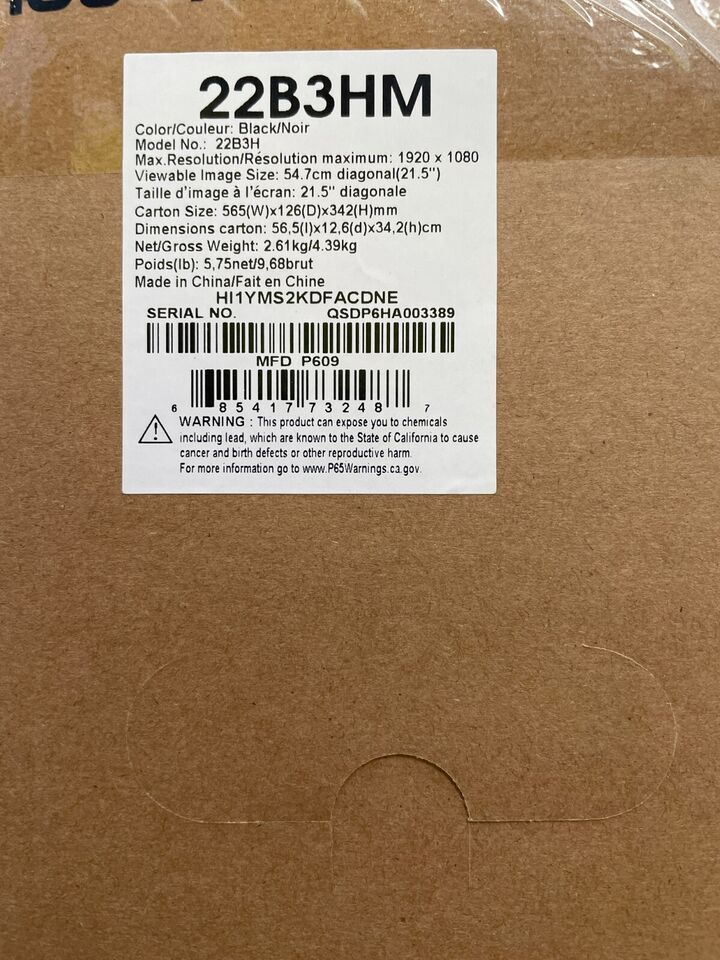 22B3HM
Color/Couleur: Black/Noir
Model No.: 22B3H
Max.Resolution/Résolution maximum: 1920 x 1080
Viewable Image Size: 54.7cm diagonal(21.5")
Taille d'image à l'écran: 21.5" diagonale
Carton Size: 565(W)x126(D)x342(H)mm
Dimensions carton: 56,5(l)x12,6(d)x34,2(h)cm
Net/Gross Weight: 2.61kg/4.39kg
Poids(lb): 5,75net/9,68brut
Made in China/Fait en Chine
HI1YMS2KDFACDNE
SERIAL NO. QSDP6HA003389
MFD P609
6 85417 73248 7
WARNING : This product can expose you to chemicals
including lead, which are known to the State of California to cause
cancer and birth defects or other reproductive harm.
For more information go to www.P65Warnings.ca.gov.